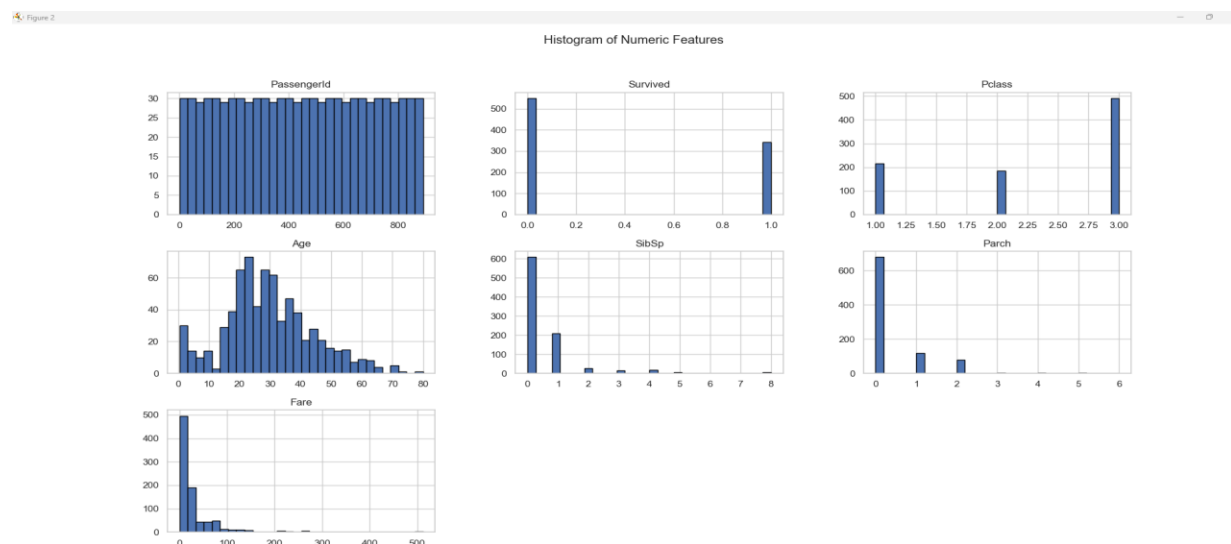 Figure 2
Histogram of Numeric Features
PassengerId
30
25
20
15
10
5
0
0 200 400 600 800
Survived
500
400
300
200
100
0
0.0 0.2 0.4 0.6 0.8 1.0
Pclass
500
400
300
200
100
0
1.00 1.25 1.50 1.75 2.00 2.25 2.50 2.75 3.00
Age
60
40
20
0
0 10 20 30 40 50 60 70 80
SibSp
600
500
400
300
200
100
0
0 1 2 3 4 5 6 7 8
Parch
600
400
200
0
0 1 2 3 4 5 6
Fare
500
400
300
200
100
0
0 100 200 300 400 500